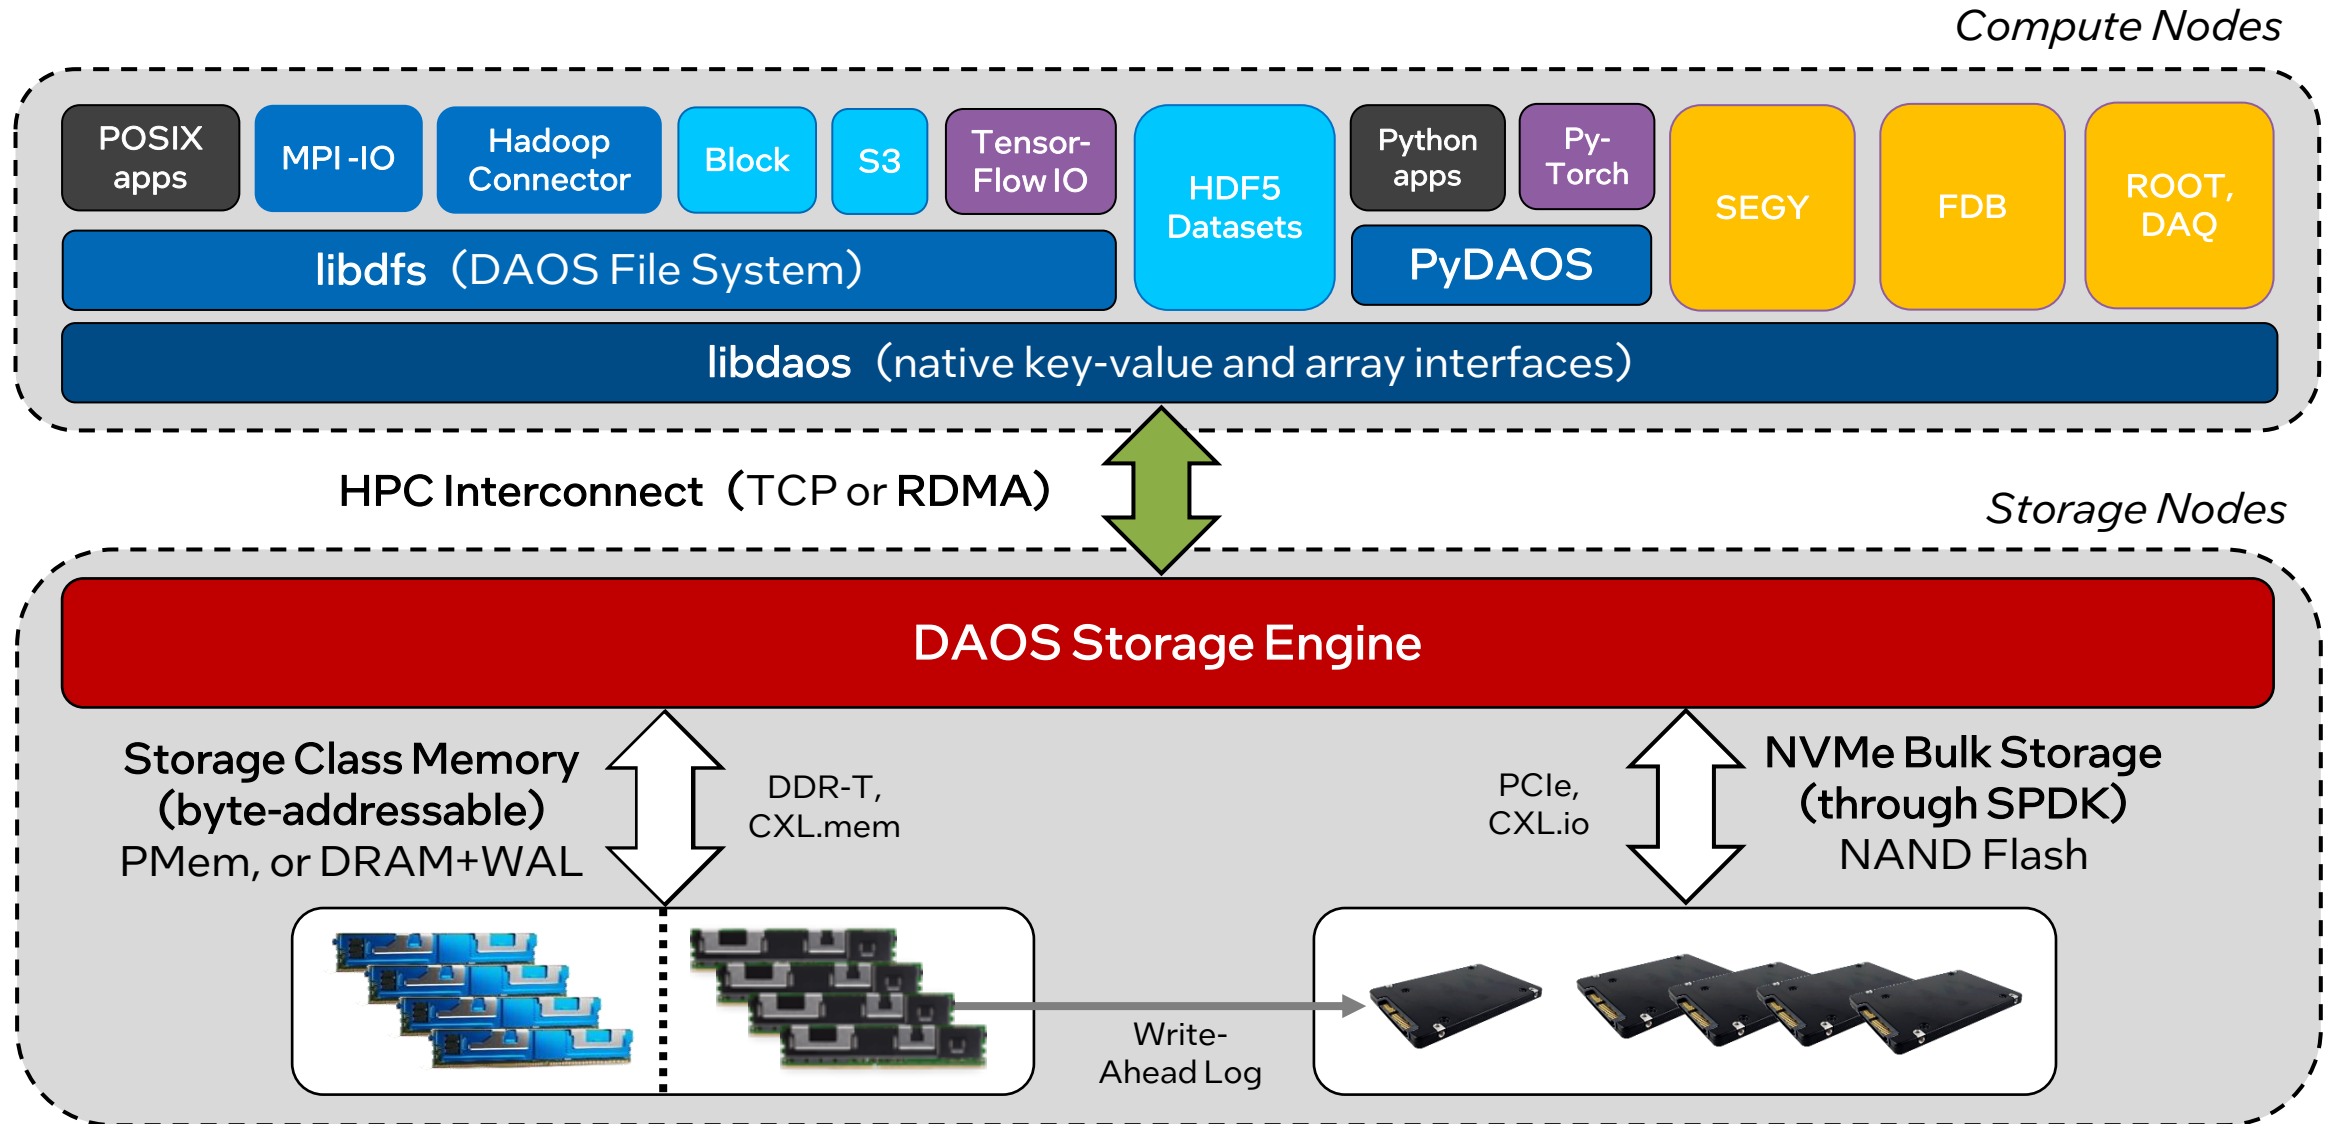 Compute Nodes
POSIX
apps
MPI-IO
Hadoop
Connector
Block
S3
Tensor-
Flow IO
HDF5
Datasets
Python
apps
Py-
Torch
SEGY
FDB
ROOT,
DAQ
libdfs (DAOS File System)
PyDAOS
libdaos (native key-value and array interfaces)
HPC Interconnect (TCP or RDMA)
Storage Nodes
DAOS Storage Engine
Storage Class Memory
(byte-addressable)
PMem, or DRAM+WAL
DDR-T,
CXL.mem
PCIe,
CXL.io
NVMe Bulk Storage
(through SPDK)
NAND Flash
Write-
Ahead Log